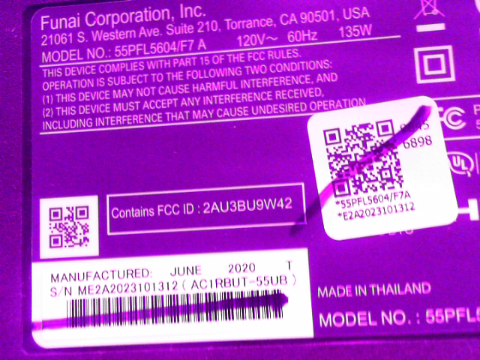 Funai Corporation, Inc.
21061 S. Western Ave. Suite 210, Torrance, CA 90501, USA
MODEL NO.: 55PFL5604/F7 A 120V~ 60Hz 135W
THIS DEVICE COMPLIES WITH PART 15 OF THE FCC RULES.
OPERATION IS SUBJECT TO THE FOLLOWING TWO CONDITIONS:
(1) THIS DEVICE MAY NOT CAUSE HARMFUL INTERFERENCE, AND
(2) THIS DEVICE MUST ACCEPT ANY INTERFERENCE RECEIVED,
INCLUDING INTERFERENCE THAT MAY CAUSE UNDESIRED OPERATION
6898
*55PFL5604/F7A
*E2A2023101312
Contains FCC ID : 2AU3BU9W42
MANUFACTURED: JUNE 2020 T
S/N ME2A2023101312 ( AC1RBUT-55UB )
MADE IN THAILAND
MODEL NO. : 55PFL